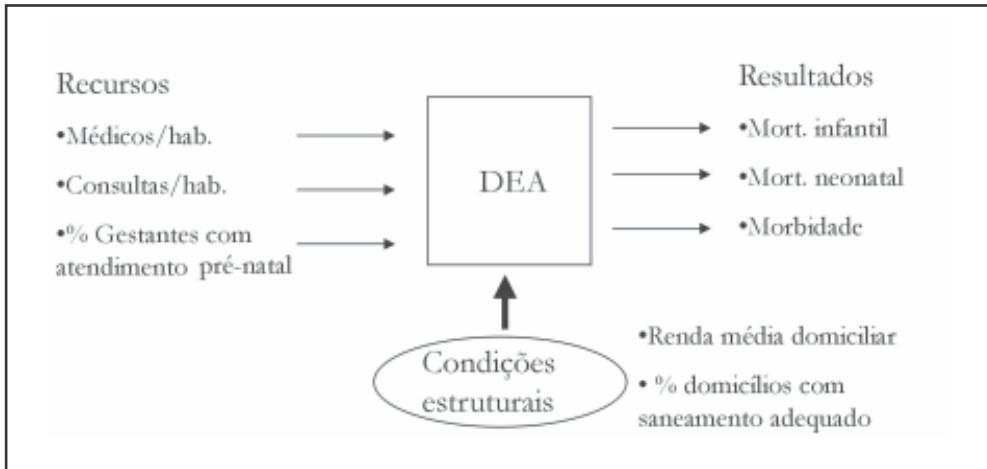 Recursos
•Médicos/hab.
•Consultas/hab.
•% Gestantes com
atendimento pré-natal
DEA
Resultados
•Mort. infantil
•Mort. neonatal
•Morbidade
Condições
estruturais
•Renda média domiciliar
• % domicílios com
saneamento adequado